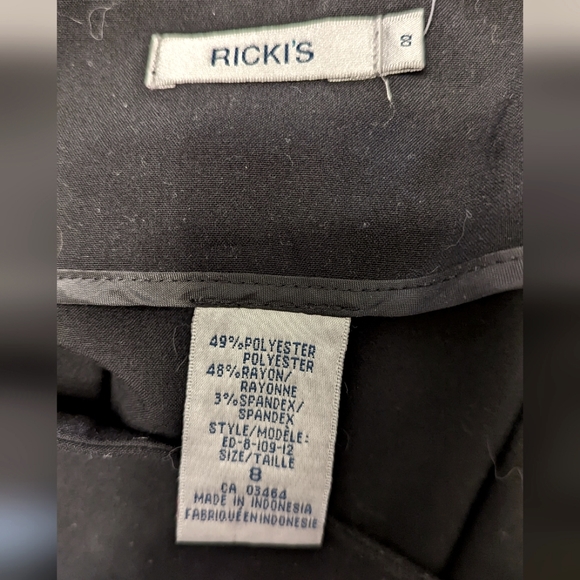 RICKI'S 8
49%POLYESTER
POLYESTER
48%RAYON/
RAYONNE
3%SPANDEX/
SPANDEX
STYLE/MODÈLE:
ED-8-109-12
SIZE/TAILLE
8
CA 03464
MADE IN INDONESIA
FABRIQUÉ EN INDONESIE